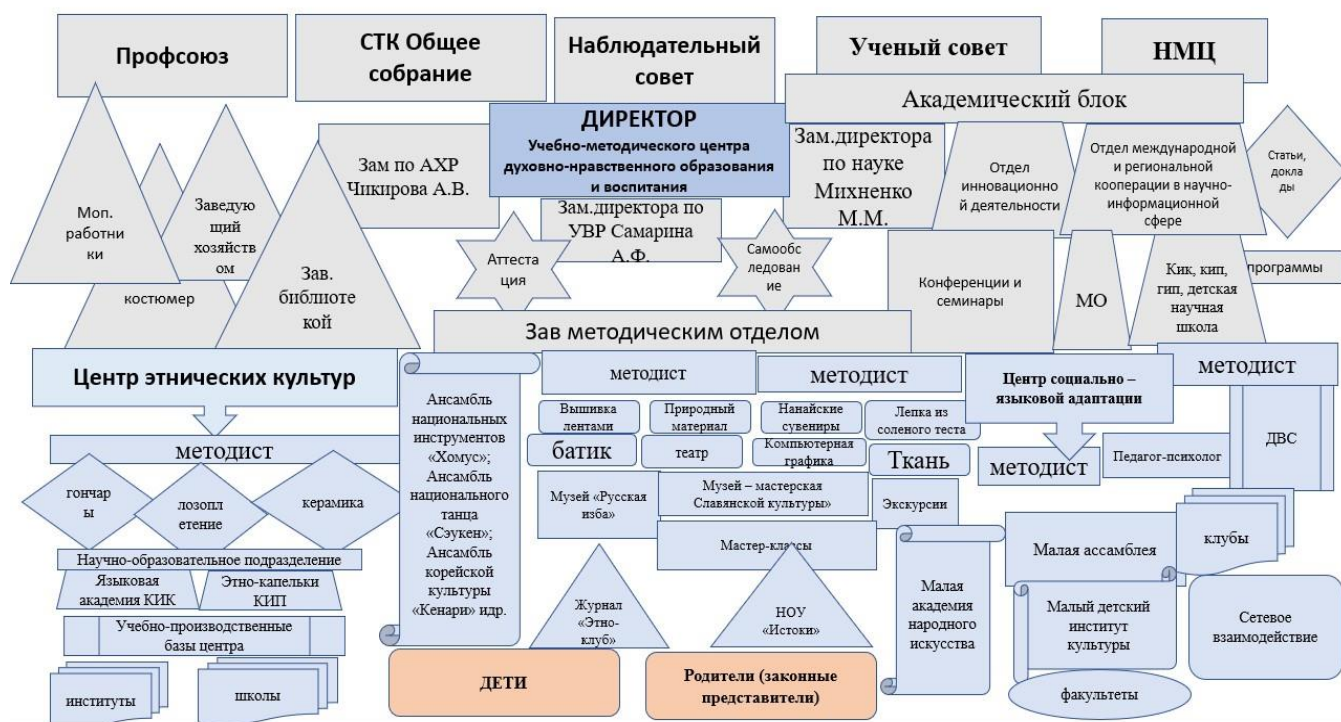 Профсоюз
СТК Общее
собрание
Наблюдательный
совет
Ученый совет
НМЦ
Академический блок
ДИРЕКТОР
Учебно-методического центра
духовно-нравственного образования
и воспитания
Зам по АХР
Чикирова А.В.
Зам.директора
по науке
Михненко
М.М.
Отдел
инновационно
й деятельности
Отдел международной
и региональной
кооперации в научно-
информационной
сфере
Статьи,
докла
ды
Моп.
работни
ки
Заведую
щий
хозяйств
ом
костюмер
Зав.
библиоте
кой
Аттеста
ция
Зам.директора по
УВР Самарина
А.Ф.
Самообс
ледован
ие
Конференции и
семинары
МО
Кик, кип,
гип, детская
научная
школа
программы
Зав методическим отделом
Центр этнических культур
методист
гончар
ы
лозопл
етение
керамика
Научно-образовательное подразделение
Языковая
академия КИК
Этно-капельки
КИП
Учебно-производственные
базы центра
институты
школы
Ансамбль
национальных
инструментов
«Хомус»;
Ансамбль
национального
танца
«Сэукен»;
Ансамбль
корейской
культуры
«Кенари» идр.
методист
методист
Вышивка
лентами
Природный
материал
Нанайские
сувениры
Лепка из
соленого теста
батик
театр
Компьютерная
графика
Ткань
Музей «Русская
изба»
Музей – мастерская
Славянской культуры»
Экскурсии
Мастер-классы
Журнал
«Этно-
клуб»
НОУ
«Истоки»
Малая
академия
народного
искусства
ДЕТИ
Родители (законные
представители)
Центр социально –
языковой адаптации
методист
методист
Педагог-психолог
ДВС
клубы
Малая ассамблея
Малый детский
институт
культуры
Сетевое
взаимодействие
факультеты